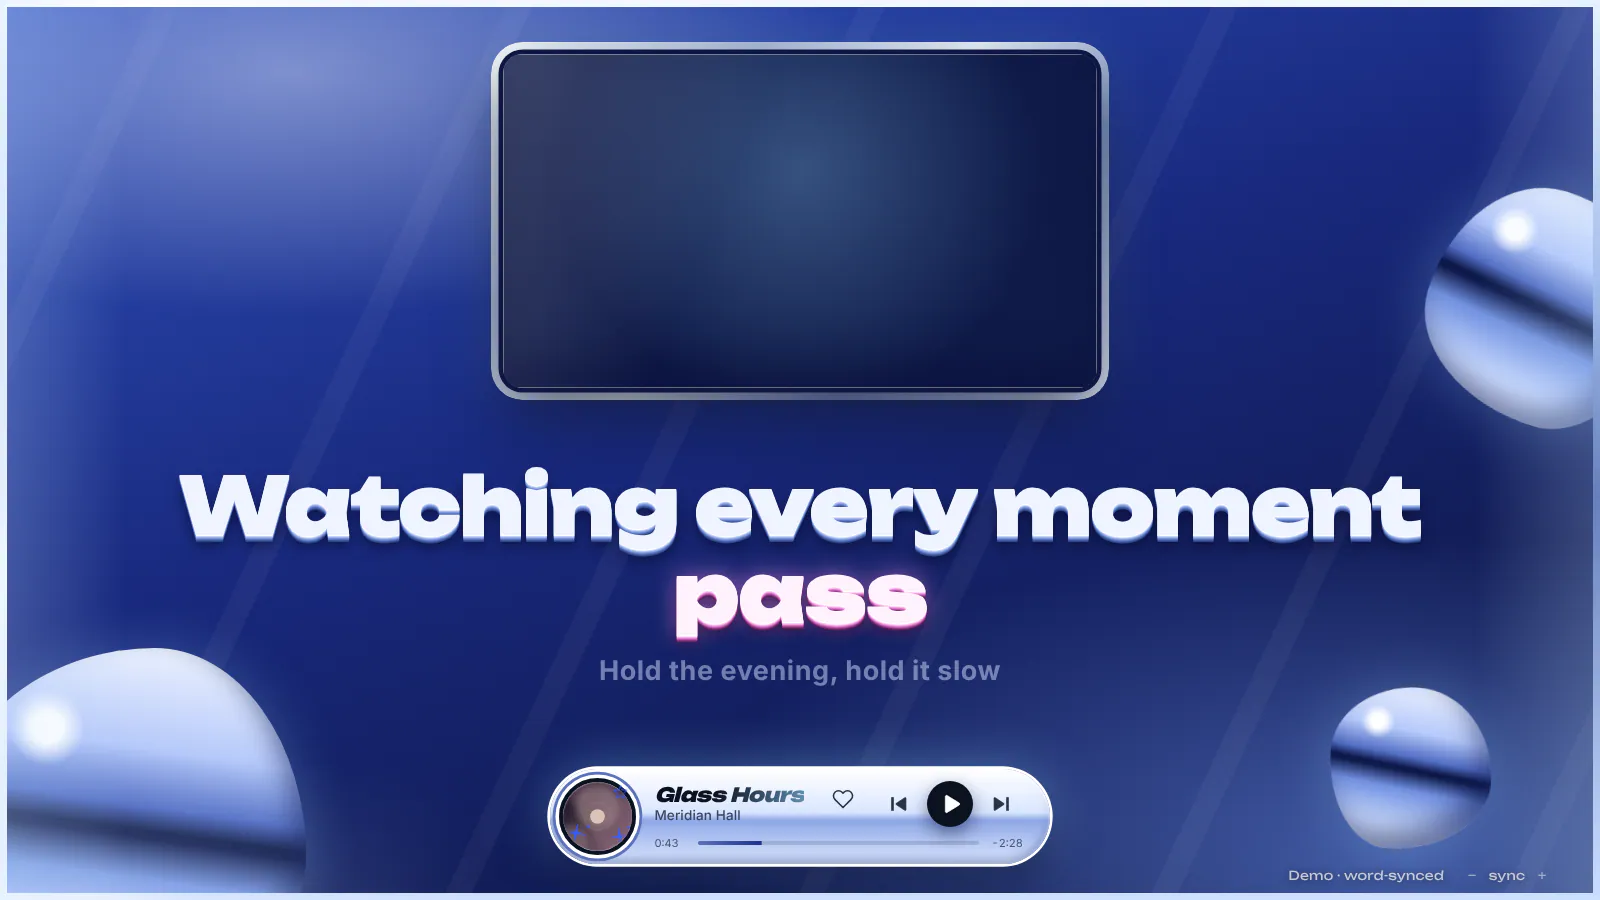 Watching every moment
pass
Hold the evening, hold it slow
Glass Hours
Meridian Hall
0:43
-2:28
Demo · word-synced − sync +